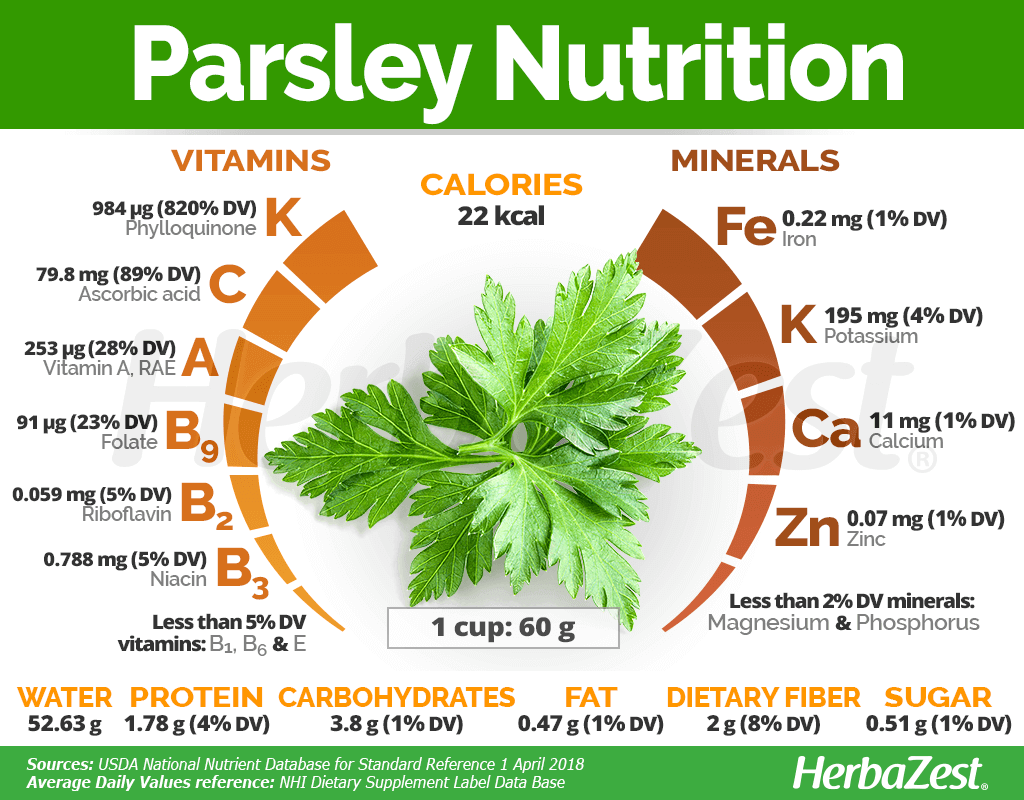 Parsley Nutrition
VITAMINS
984 µg (820% DV)
Phylloquinone
K
79.8 mg (89% DV)
Ascorbic acid
C
253 µg (28% DV)
Vitamin A, RAE
A
91 µg (23% DV)
Folate
B9
0.059 mg (5% DV)
Riboflavin
B2
0.788 mg (5% DV)
Niacin
B3
Less than 5% DV
vitamins: B1, B6 & E
CALORIES
22 kcal
1 cup: 60 g
MINERALS
Fe
0.22 mg (1% DV)
Iron
K
195 mg (4% DV)
Potassium
Ca
11 mg (1% DV)
Calcium
Zn
0.07 mg (1% DV)
Zinc
Less than 2% DV minerals:
Magnesium & Phosphorus
HerbaZest®
WATER
52.63 g
PROTEIN
1.78 g (4% DV)
CARBOHYDRATES
3.8 g (1% DV)
FAT
0.47 g (1% DV)
DIETARY FIBER
2 g (8% DV)
SUGAR
0.51 g (1% DV)
Sources: USDA National Nutrient Database for Standard Reference 1 April 2018
Average Daily Values reference: NHI Dietary Supplement Label Data Base
HerbaZest®